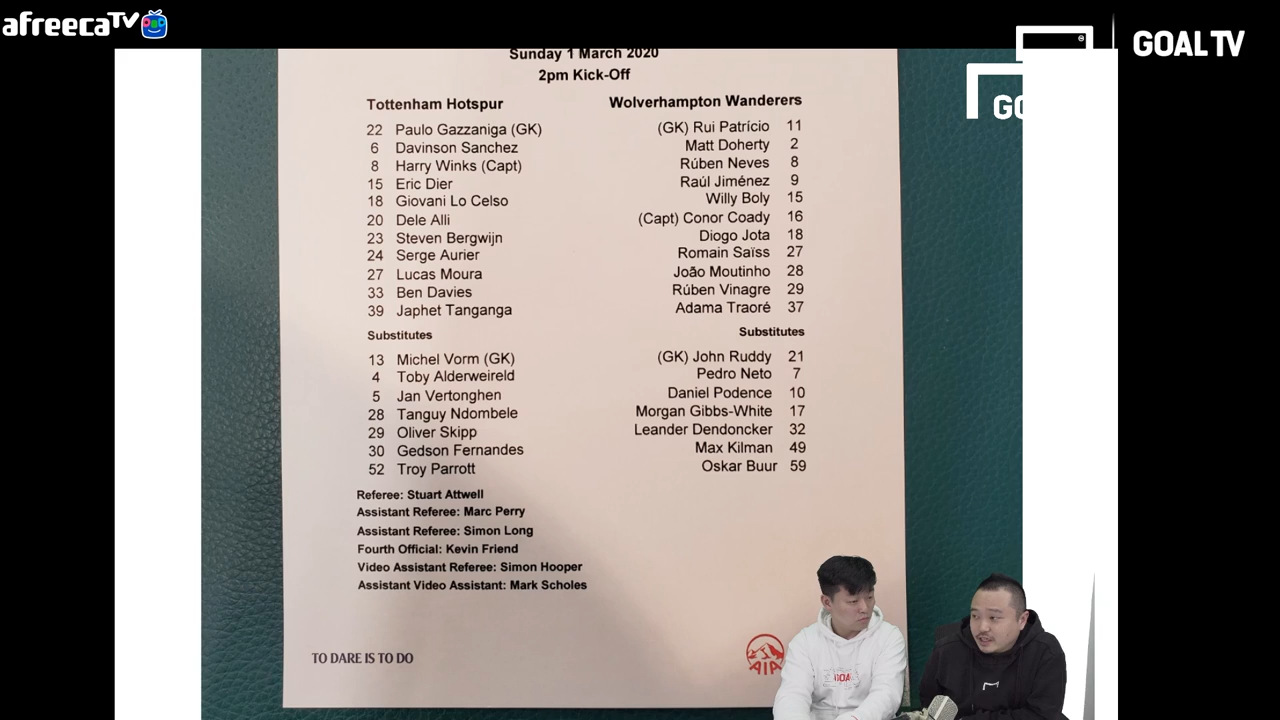 afreecaTV
GOAL TV
GO
Sunday 1 March 2020
2pm Kick-Off
Tottenham Hotspur
22 Paulo Gazzaniga (GK)
6 Davinson Sanchez
8 Harry Winks (Capt)
15 Eric Dier
18 Giovani Lo Celso
20 Dele Alli
23 Steven Bergwijn
24 Serge Aurier
27 Lucas Moura
33 Ben Davies
39 Japhet Tanganga
Substitutes
13 Michel Vorm (GK)
4 Toby Alderweireld
5 Jan Vertonghen
28 Tanguy Ndombele
29 Oliver Skipp
30 Gedson Fernandes
52 Troy Parrott
Wolverhampton Wanderers
(GK) Rui Patrício 11
Matt Doherty 2
Rúben Neves 8
Raúl Jiménez 9
Willy Boly 15
(Capt) Conor Coady 16
Diogo Jota 18
Romain Saïss 27
João Moutinho 28
Rúben Vinagre 29
Adama Traoré 37
Substitutes
(GK) John Ruddy 21
Pedro Neto 7
Daniel Podence 10
Morgan Gibbs-White 17
Leander Dendoncker 32
Max Kilman 49
Oskar Buur 59
Referee: Stuart Attwell
Assistant Referee: Marc Perry
Assistant Referee: Simon Long
Fourth Official: Kevin Friend
Video Assistant Referee: Simon Hooper
Assistant Video Assistant: Mark Scholes
TO DARE IS TO DO
AIA
GOAL